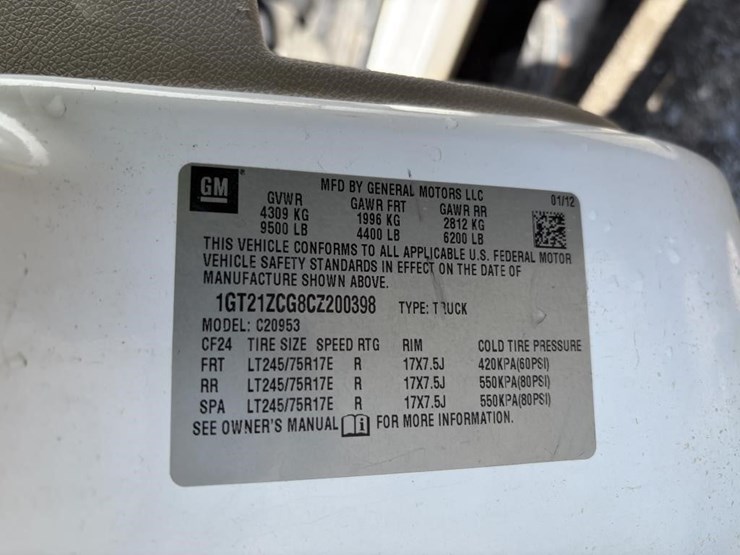 GM
MFD BY GENERAL MOTORS LLC 01/12
GVWR GAWR FRT GAWR RR
4309 KG 1996 KG 2812 KG
9500 LB 4400 LB 6200 LB
THIS VEHICLE CONFORMS TO ALL APPLICABLE U.S. FEDERAL MOTOR
VEHICLE SAFETY STANDARDS IN EFFECT ON THE DATE OF
MANUFACTURE SHOWN ABOVE.
1GT21ZCG8CZ200398 TYPE: TRUCK
MODEL: C20953
CF24 TIRE SIZE SPEED RTG RIM COLD TIRE PRESSURE
FRT LT245/75R17E R 17X7.5J 420KPA(60PSI)
RR LT245/75R17E R 17X7.5J 550KPA(80PSI)
SPA LT245/75R17E R 17X7.5J 550KPA(80PSI)
SEE OWNER'S MANUAL i FOR MORE INFORMATION.